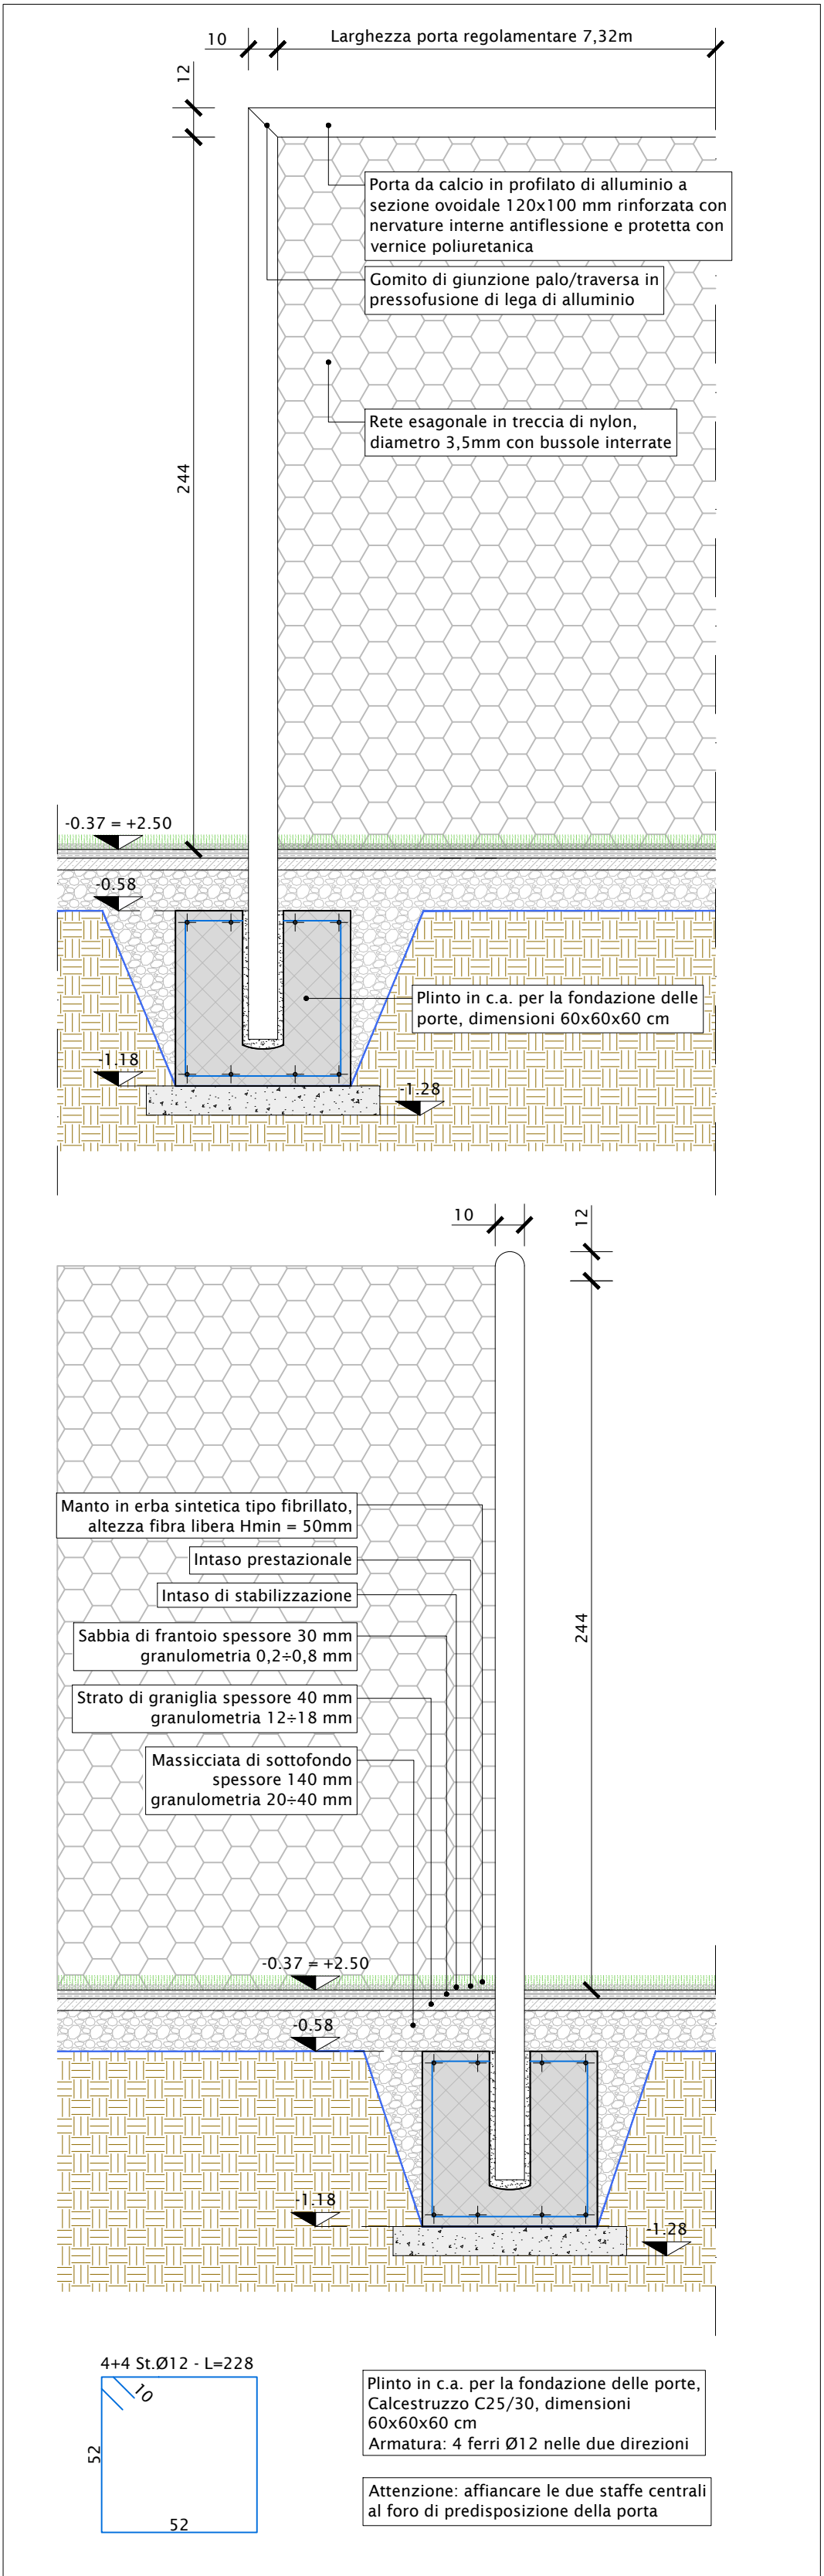 10
Larghezza porta regolamentare 7,32m
12
Porta da calcio in profilato di alluminio a
sezione ovoidale 120x100 mm rinforzata con
nervature interne antiflessione e protetta con
vernice poliuretanica
Gomito di giunzione palo/traversa in
pressofusione di lega di alluminio
Rete esagonale in treccia di nylon,
diametro 3,5mm con bussole interrate
244
-0.37 = +2.50
-0.58
Plinto in c.a. per la fondazione delle
porte, dimensioni 60x60x60 cm
-1.18
-1.28
10
12
Manto in erba sintetica tipo fibrillato,
altezza fibra libera Hmin = 50mm
Intaso prestazionale
Intaso di stabilizzazione
Sabbia di frantoio spessore 30 mm
granulometria 0,2÷0,8 mm
244
Strato di graniglia spessore 40 mm
granulometria 12÷18 mm
Massicciata di sottofondo
spessore 140 mm
granulometria 20÷40 mm
-0.37 = +2.50
-0.58
-1.18
-1.28
4+4 St.Ø12 - L=228
10
52
52
Plinto in c.a. per la fondazione delle porte,
Calcestruzzo C25/30, dimensioni
60x60x60 cm
Armatura: 4 ferri Ø12 nelle due direzioni
Attenzione: affiancare le due staffe centrali
al foro di predisposizione della porta